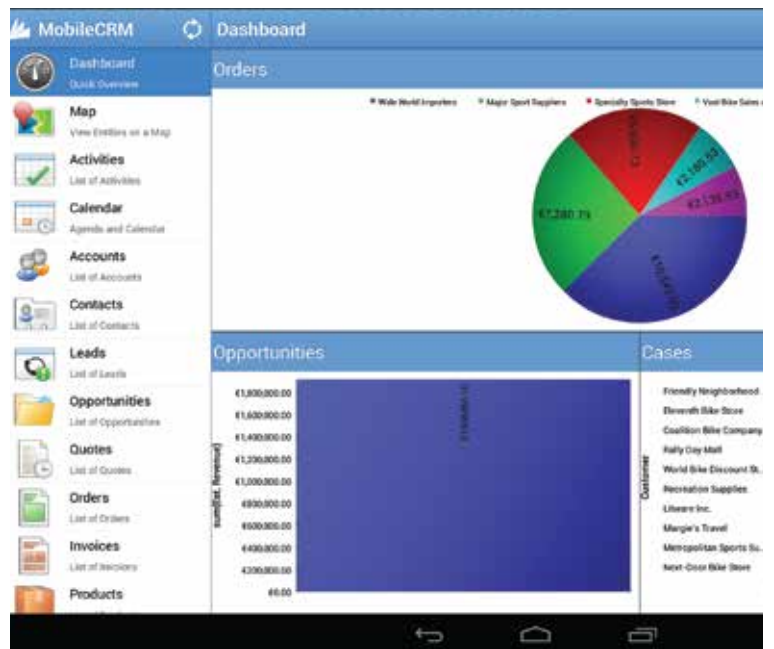 MobileCRM
Dashboard
Dashboard
Quick Overview
Map
View Entities on a Map
Activities
List of Activities
Calendar
Agenda and Calendar
Accounts
List of Accounts
Contacts
List of Contacts
Leads
List of Leads
Opportunities
List of Opportunities
Quotes
List of Quotes
Orders
List of Orders
Invoices
List of Invoices
Products
Orders
Wide World Importers Major Sport Suppliers Specialty Sports Store Vast Bike Sales
€7,280.75
Opportunities
sum(Est. Revenue)
€1,800,000.00
€1,600,000.00
€1,400,000.00
€1,200,000.00
€1,000,000.00
€800,000.00
€600,000.00
€400,000.00
€200,000.00
€0.00
Cases
Customer
Friendly Neighborhood
Eleventh Bike Store
Coalition Bike Company
Rally Day Mall
World Bike Discount St...
Recreation Supplies
Litware Inc.
Margie's Travel
Metropolitan Sports Su...
Next-Door Bike Store